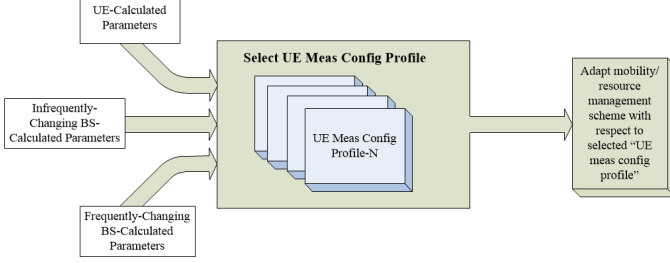 UE-Calculated
Parameters
Infrequently-
Changing BS-
Calculated Parameters
Frequently-Changing
BS-Calculated
Parameters
Select UE Meas Config Profile
UE Meas Config
Profile-N
Adapt mobility/
resource
management
scheme with
respect to
selected “UE
meas config
profile”